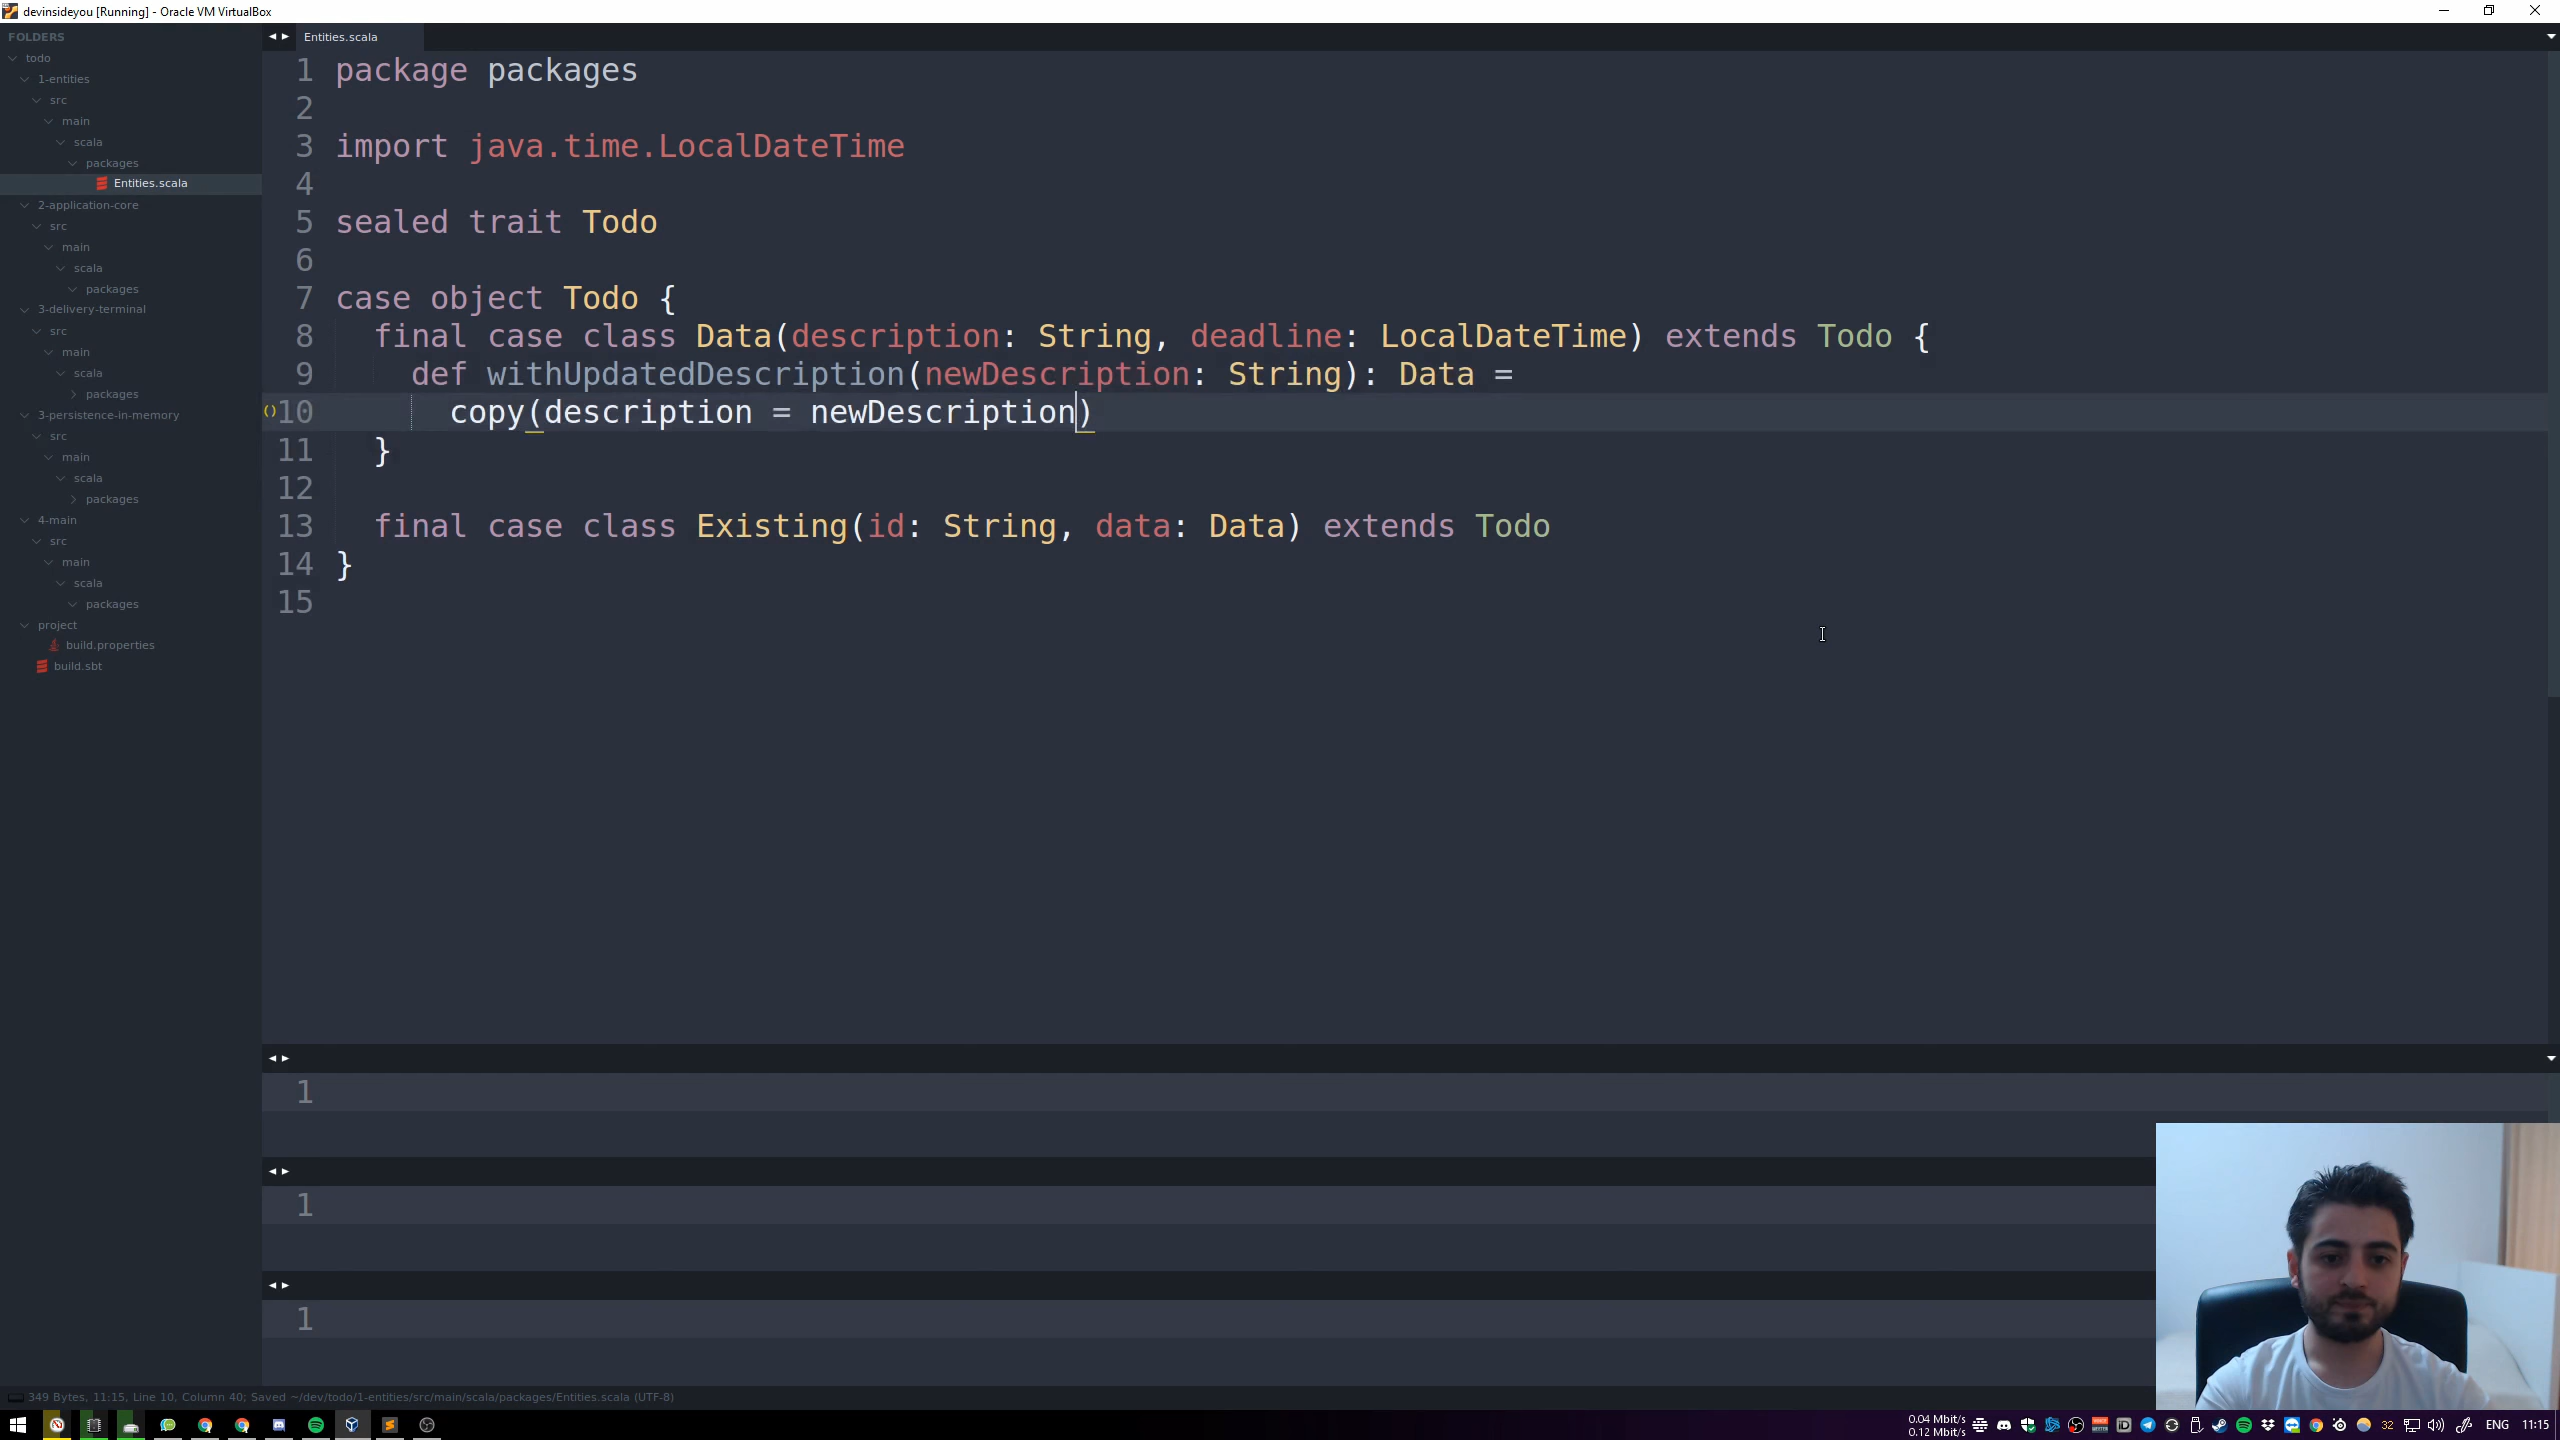 devinsideyou [Running] - Oracle VM VirtualBox
FOLDERS
todo
1-entities
src
main
scala
packages
Entities.scala
2-application-core
src
main
scala
packages
3-delivery-terminal
src
main
scala
packages
3-persistence-in-memory
src
main
scala
packages
4-main
src
main
scala
packages
project
build.properties
build.sbt
Entities.scala
1 package packages
2
3 import java.time.LocalDateTime
4
5 sealed trait Todo
6
7 case object Todo {
8 final case class Data(description: String, deadline: LocalDateTime) extends Todo {
9 def withUpdatedDescription(newDescription: String): Data =
10 copy(description = newDescription)
11 }
12
13 final case class Existing(id: String, data: Data) extends Todo
14 }
15
1
1
1
349 Bytes, 11:15, Line 10, Column 40; Saved ~/dev/todo/1-entities/src/main/scala/packages/Entities.scala (UTF-8)
0.04 Mbit/s
0.12 Mbit/s
32
ENG
11:15